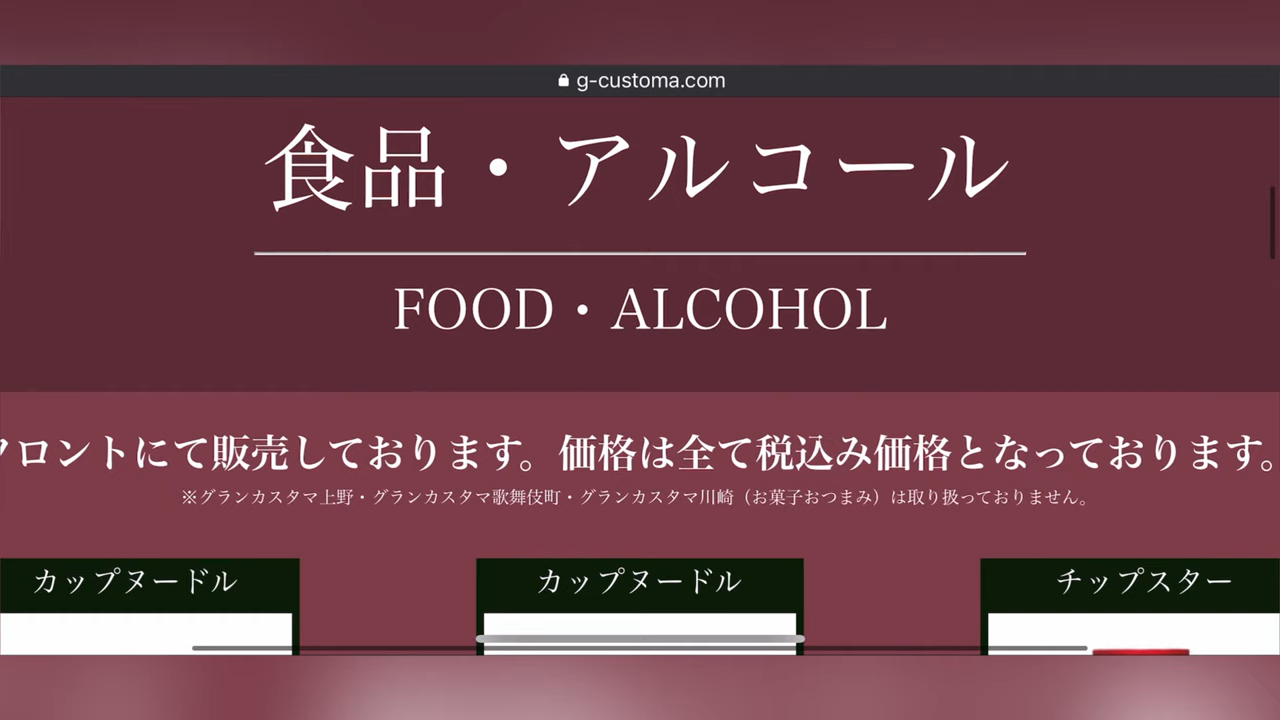 g-customa.com
食品・アルコール
FOOD・ALCOHOL
フロントにて販売しております。価格は全て税込み価格となっております。
※グランカスタマ上野・グランカスタマ歌舞伎町・グランカスタマ川崎（お菓子おつまみ）は取り扱っておりません。
カップヌードル
カップヌードル
チップスター